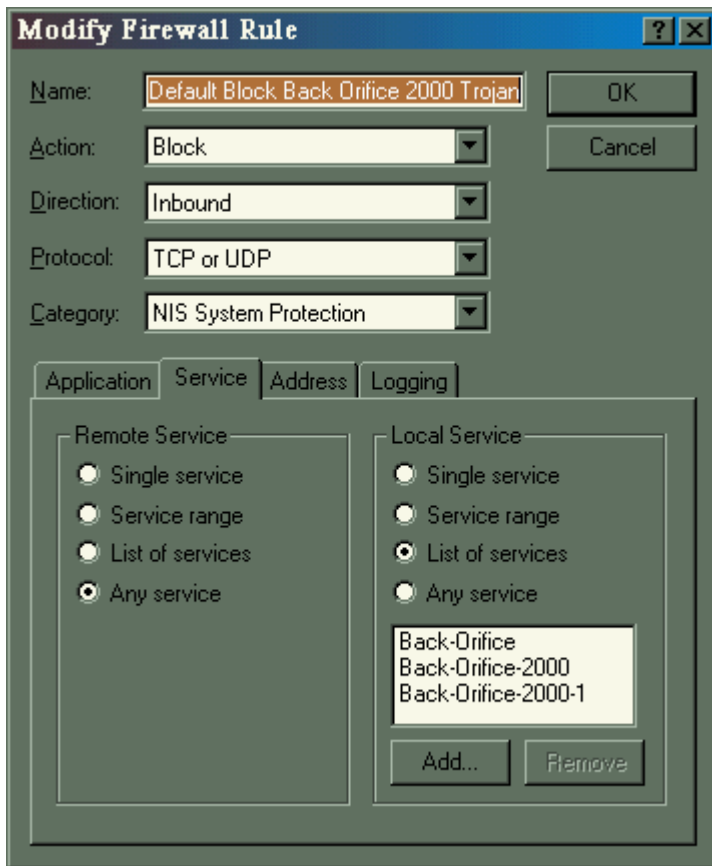 Modify Firewall Rule
Name: Default Block Back Orifice 2000 Trojan
OK
Action: Block
Cancel
Direction: Inbound
Protocol: TCP or UDP
Category: NIS System Protection
Application Service Address Logging
Remote Service
Single service
Service range
List of services
Any service
Local Service
Single service
Service range
List of services
Any service
Back-Orifice
Back-Orifice-2000
Back-Orifice-2000-1
Add... Remove